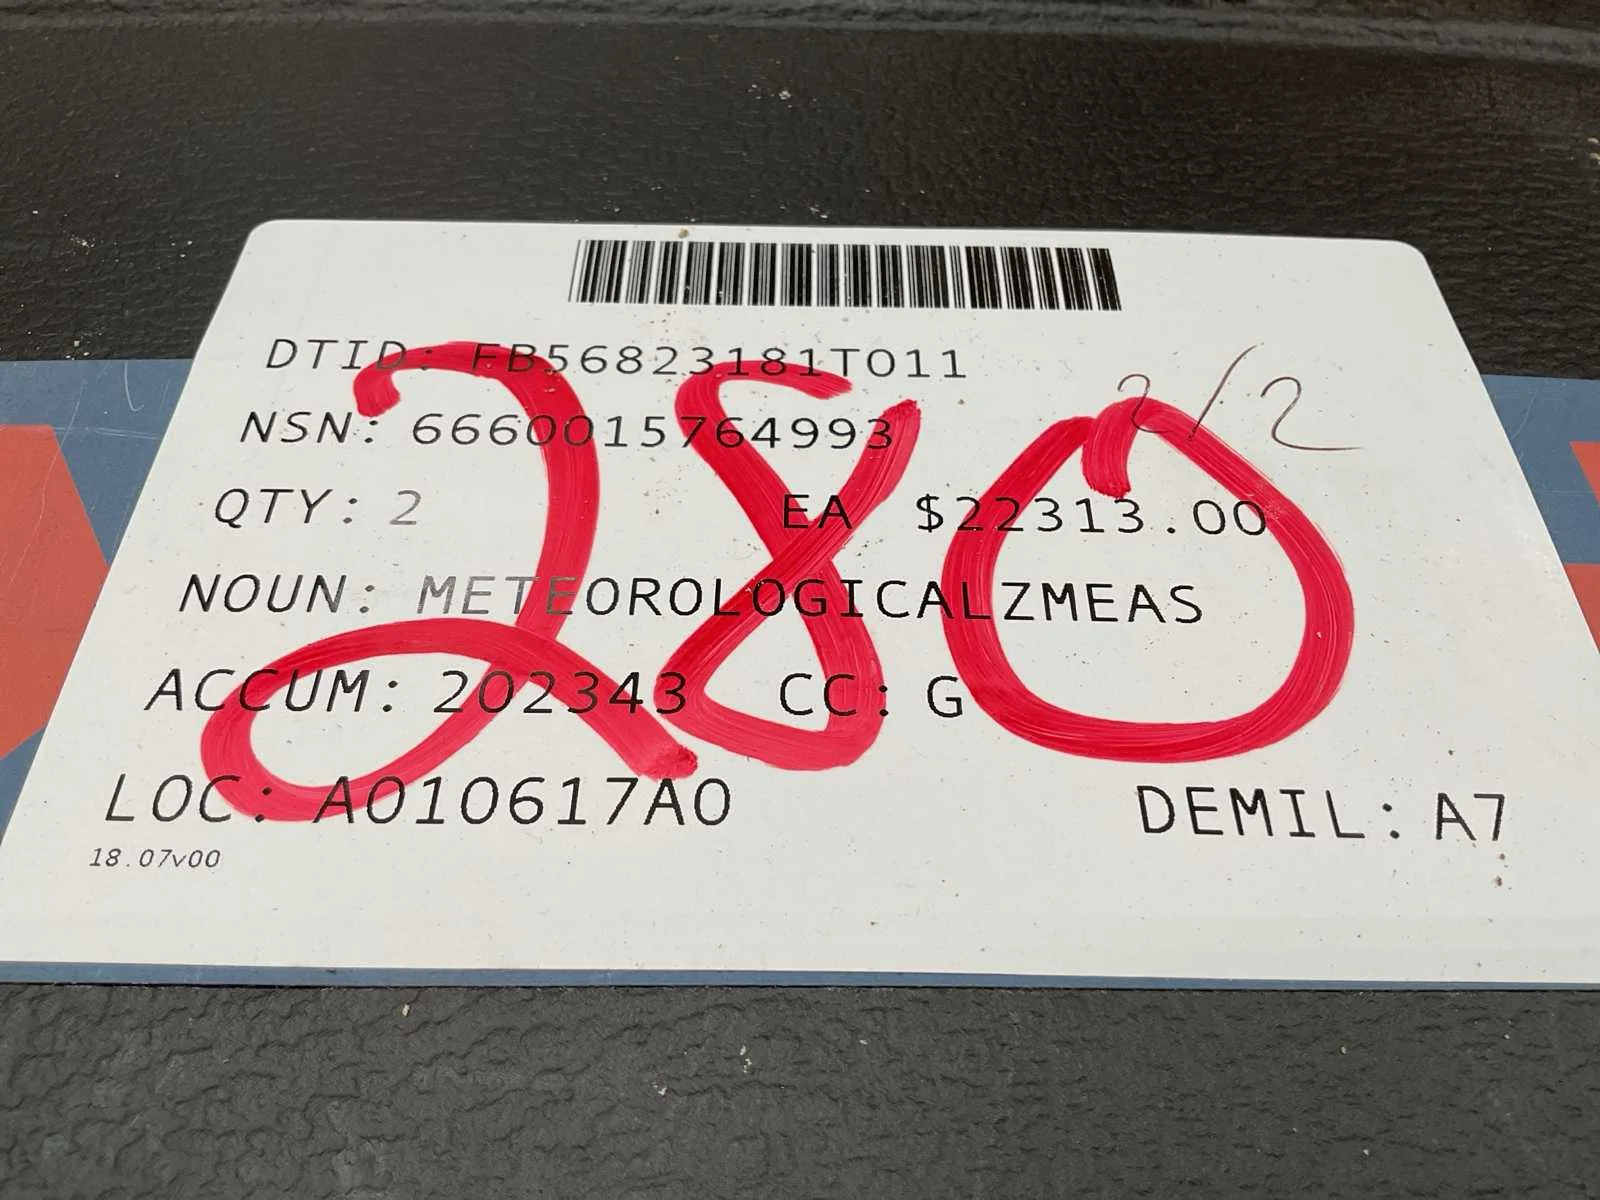 DTID: FB56823181T011
2/2
NSN: 6660015764993
QTY: 2 EA $22313.00
280
NOUN: METEOROLOGICALZMEAS
ACCUM: 202343 CC: G
LOC: A010617A0 DEMIL: A7
18.07v00